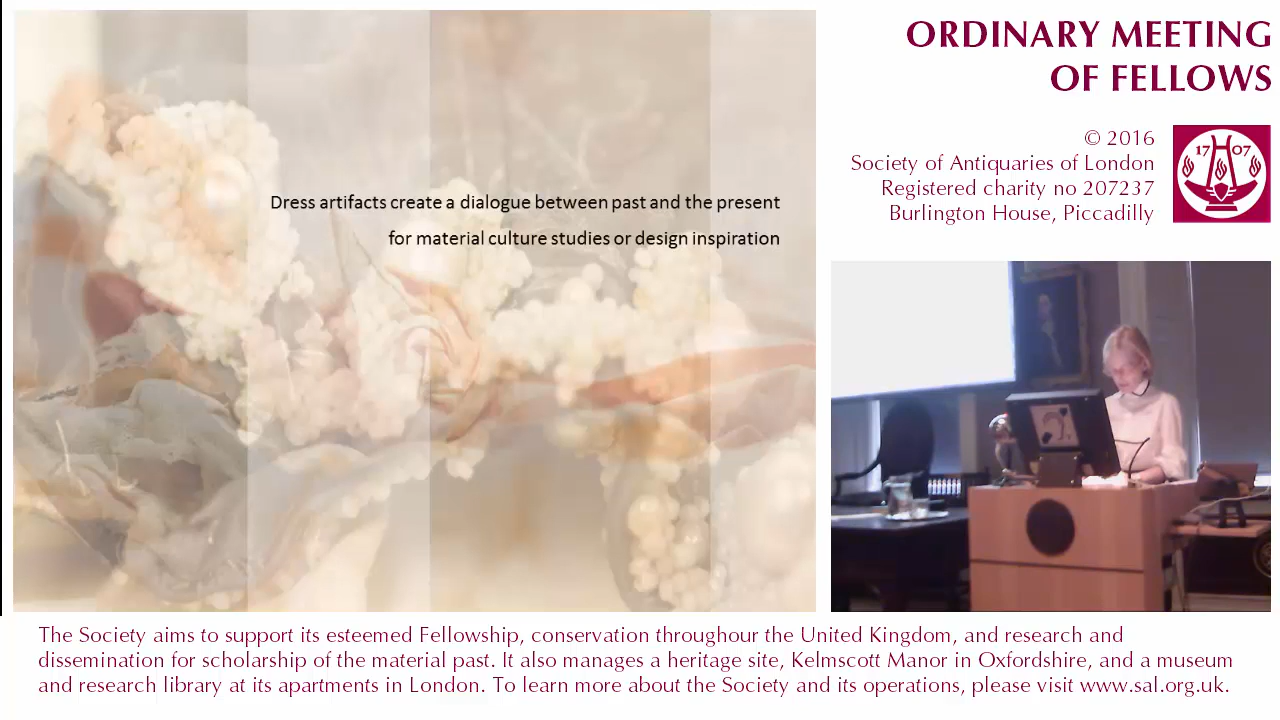 ORDINARY MEETING
OF FELLOWS
© 2016
Society of Antiquaries of London
Registered charity no 207237
Burlington House, Piccadilly
17 07
Dress artifacts create a dialogue between past and the present
for material culture studies or design inspiration
The Society aims to support its esteemed Fellowship, conservation throughour the United Kingdom, and research and
dissemination for scholarship of the material past. It also manages a heritage site, Kelmscott Manor in Oxfordshire, and a museum
and research library at its apartments in London. To learn more about the Society and its operations, please visit www.sal.org.uk.